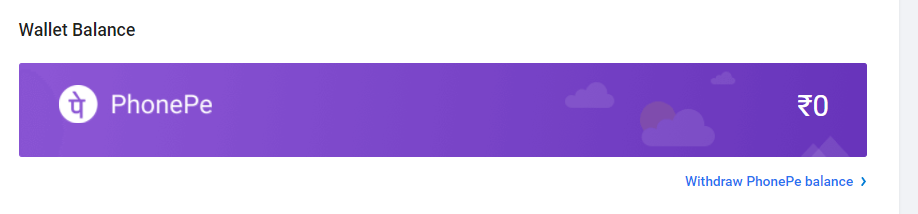 Wallet Balance
पे PhonePe
₹0
Withdraw PhonePe balance